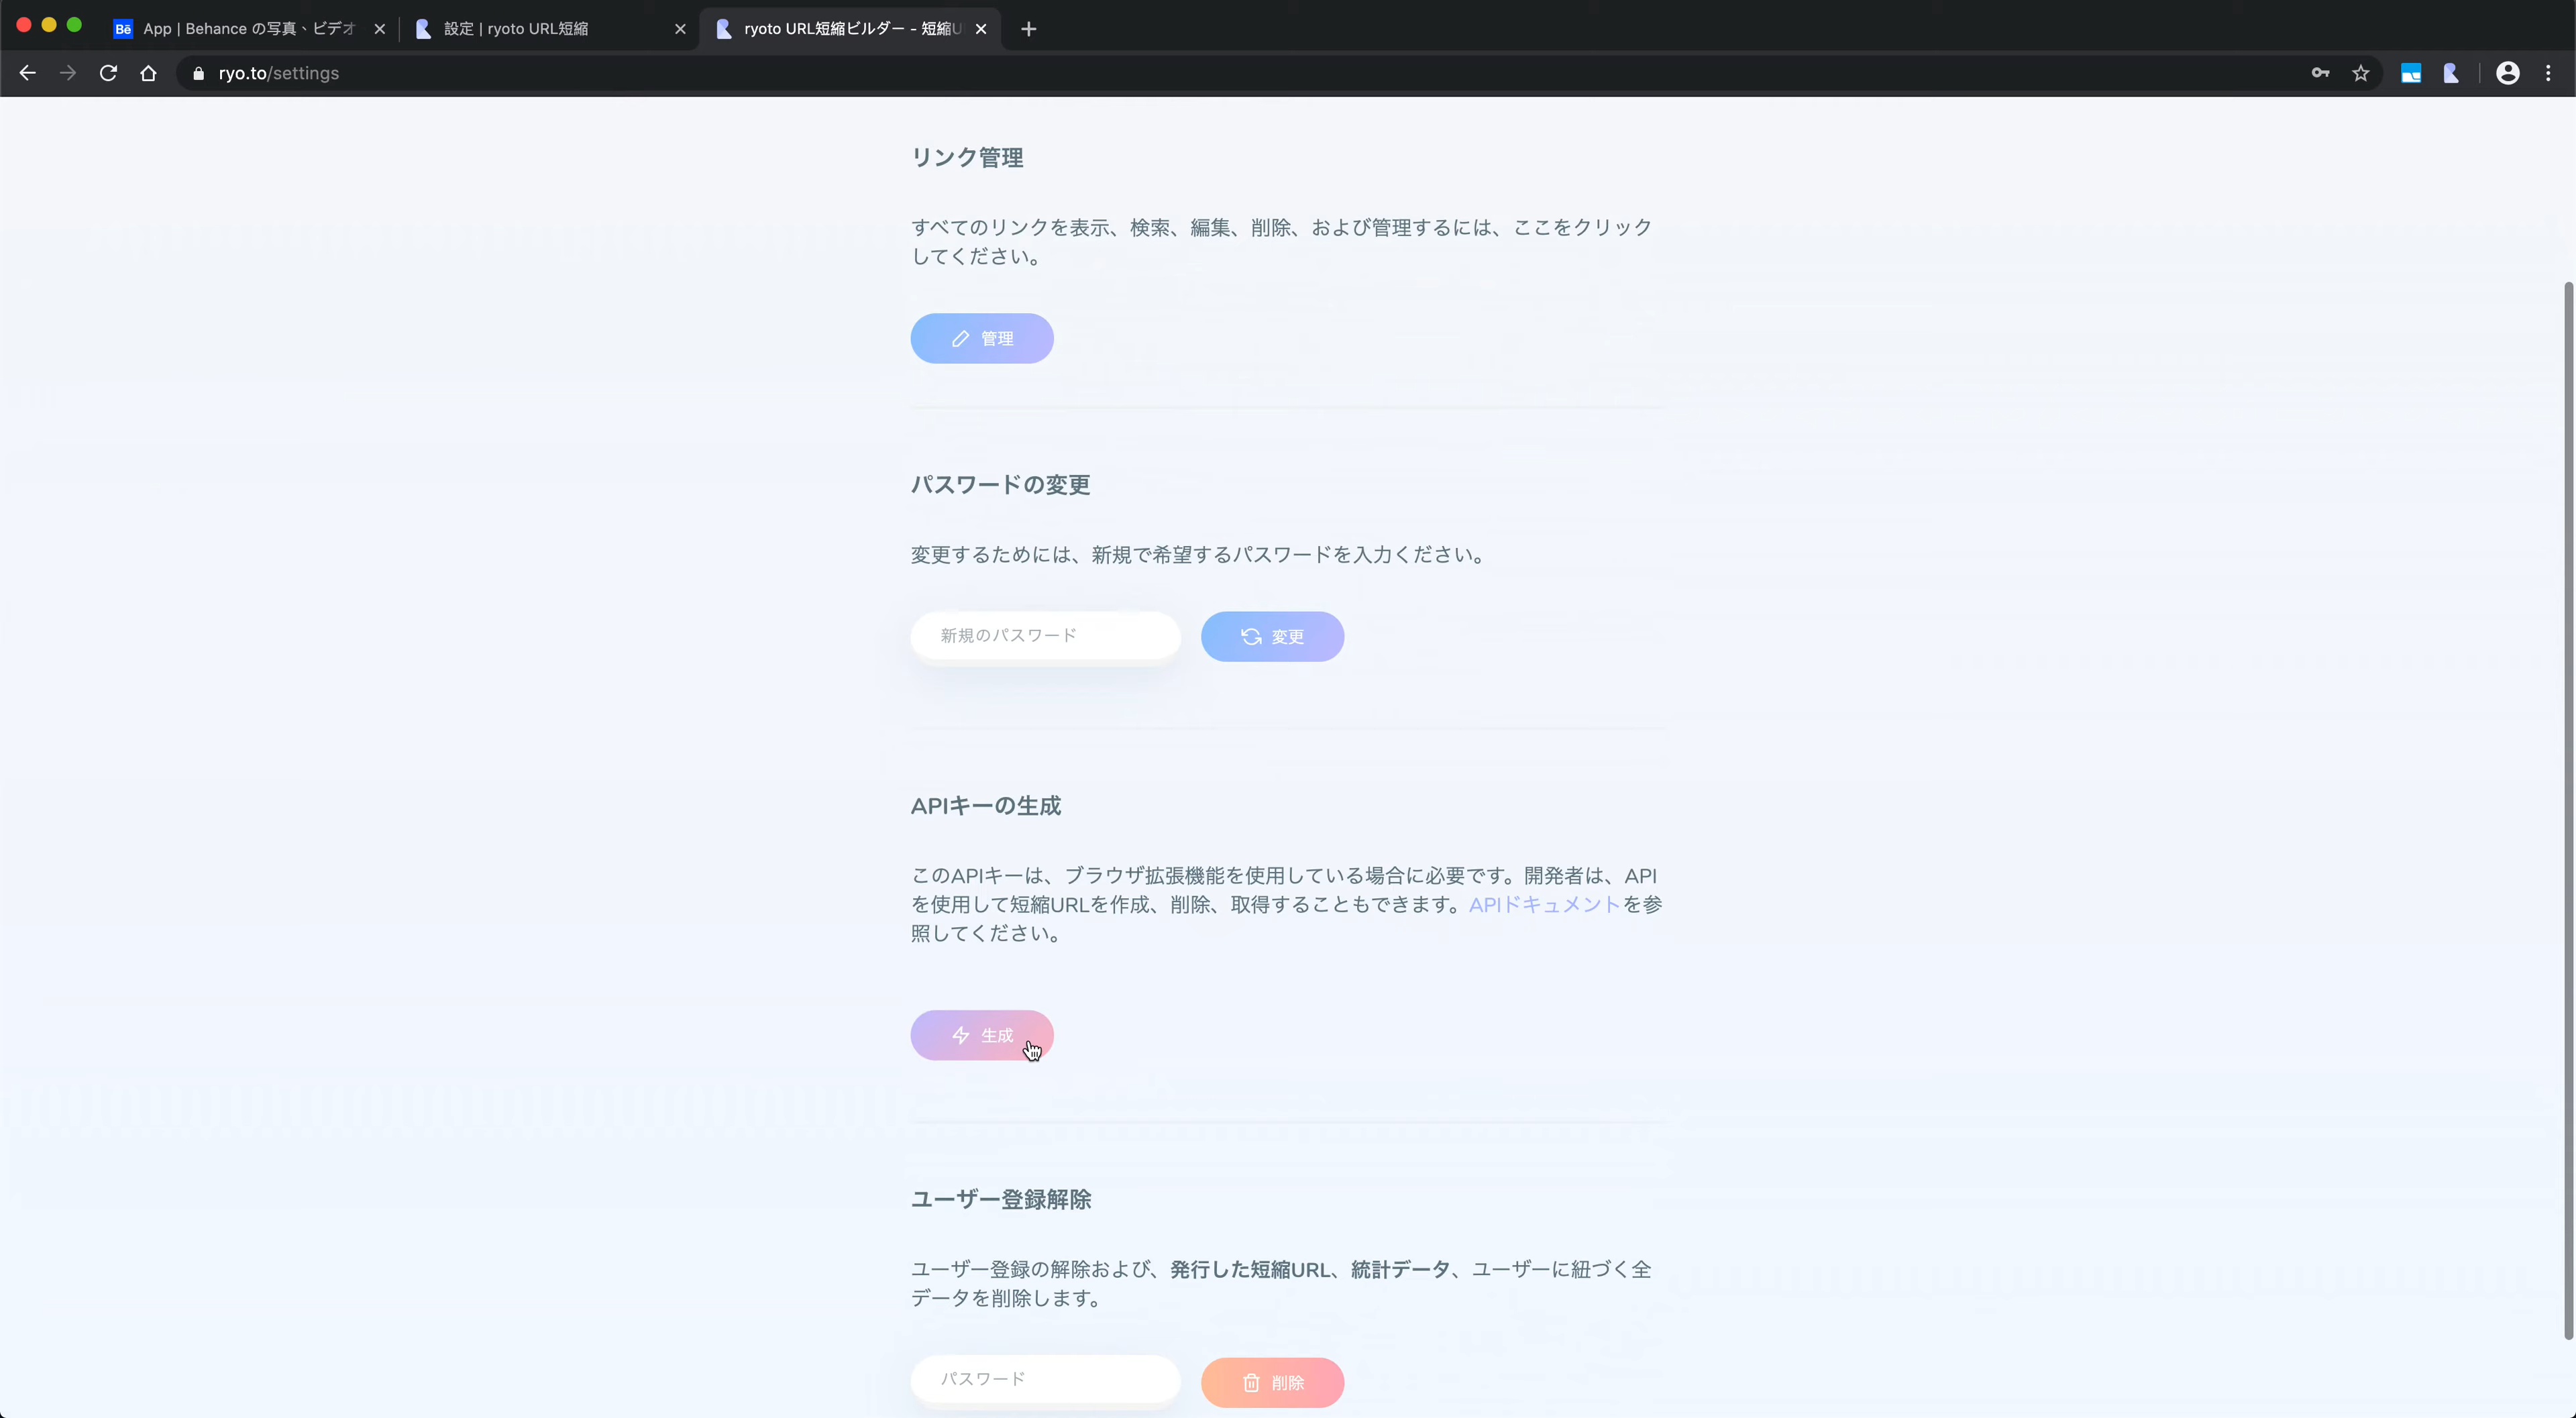 App | Behance の写真、ビデオ
設定 | ryoto URL短縮
ryoto URL短縮ビルダー - 短縮U
ryo.to/settings
リンク管理
すべてのリンクを表示、検索、編集、削除、および管理するには、ここをクリック
してください。
管理
パスワードの変更
変更するためには、新規で希望するパスワードを入力ください。
新規のパスワード
変更
APIキーの生成
このAPIキーは、ブラウザ拡張機能を使用している場合に必要です。開発者は、API
を使用して短縮URLを作成、削除、取得することもできます。APIドキュメントを参
照してください。
生成
ユーザー登録解除
ユーザー登録の解除および、発行した短縮URL、統計データ、ユーザーに紐づく全
データを削除します。
パスワード
削除